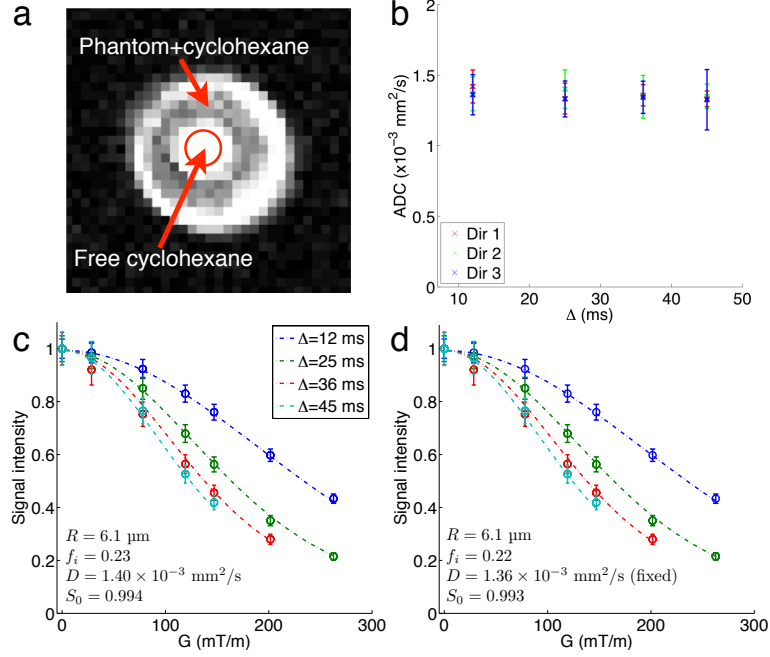 a
Phantom+cyclohexane
Free cyclohexane
b
2
1.5
1
0.5
0
ADC (x10⁻³ mm²/s)
Dir 1
Dir 2
Dir 3
10 20 30 40 50
Δ (ms)
c
1
0.8
0.6
0.4
0.2
0
Signal intensity
Δ=12 ms
Δ=25 ms
Δ=36 ms
Δ=45 ms
R = 6.1 µm
fᵢ = 0.23
D = 1.40 × 10⁻³ mm²/s
S₀ = 0.994
0 100 200 300
G (mT/m)
d
1
0.8
0.6
0.4
0.2
0
Signal intensity
R = 6.1 µm
fᵢ = 0.22
D = 1.36 × 10⁻³ mm²/s (fixed)
S₀ = 0.993
0 100 200 300
G (mT/m)